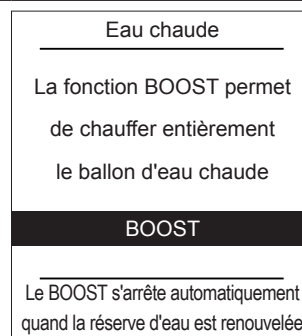 Eau chaude
La fonction BOOST permet
de chauffer entièrement
le ballon d'eau chaude
BOOST
Le BOOST s'arrête automatiquement
quand la réserve d'eau est renouvelée